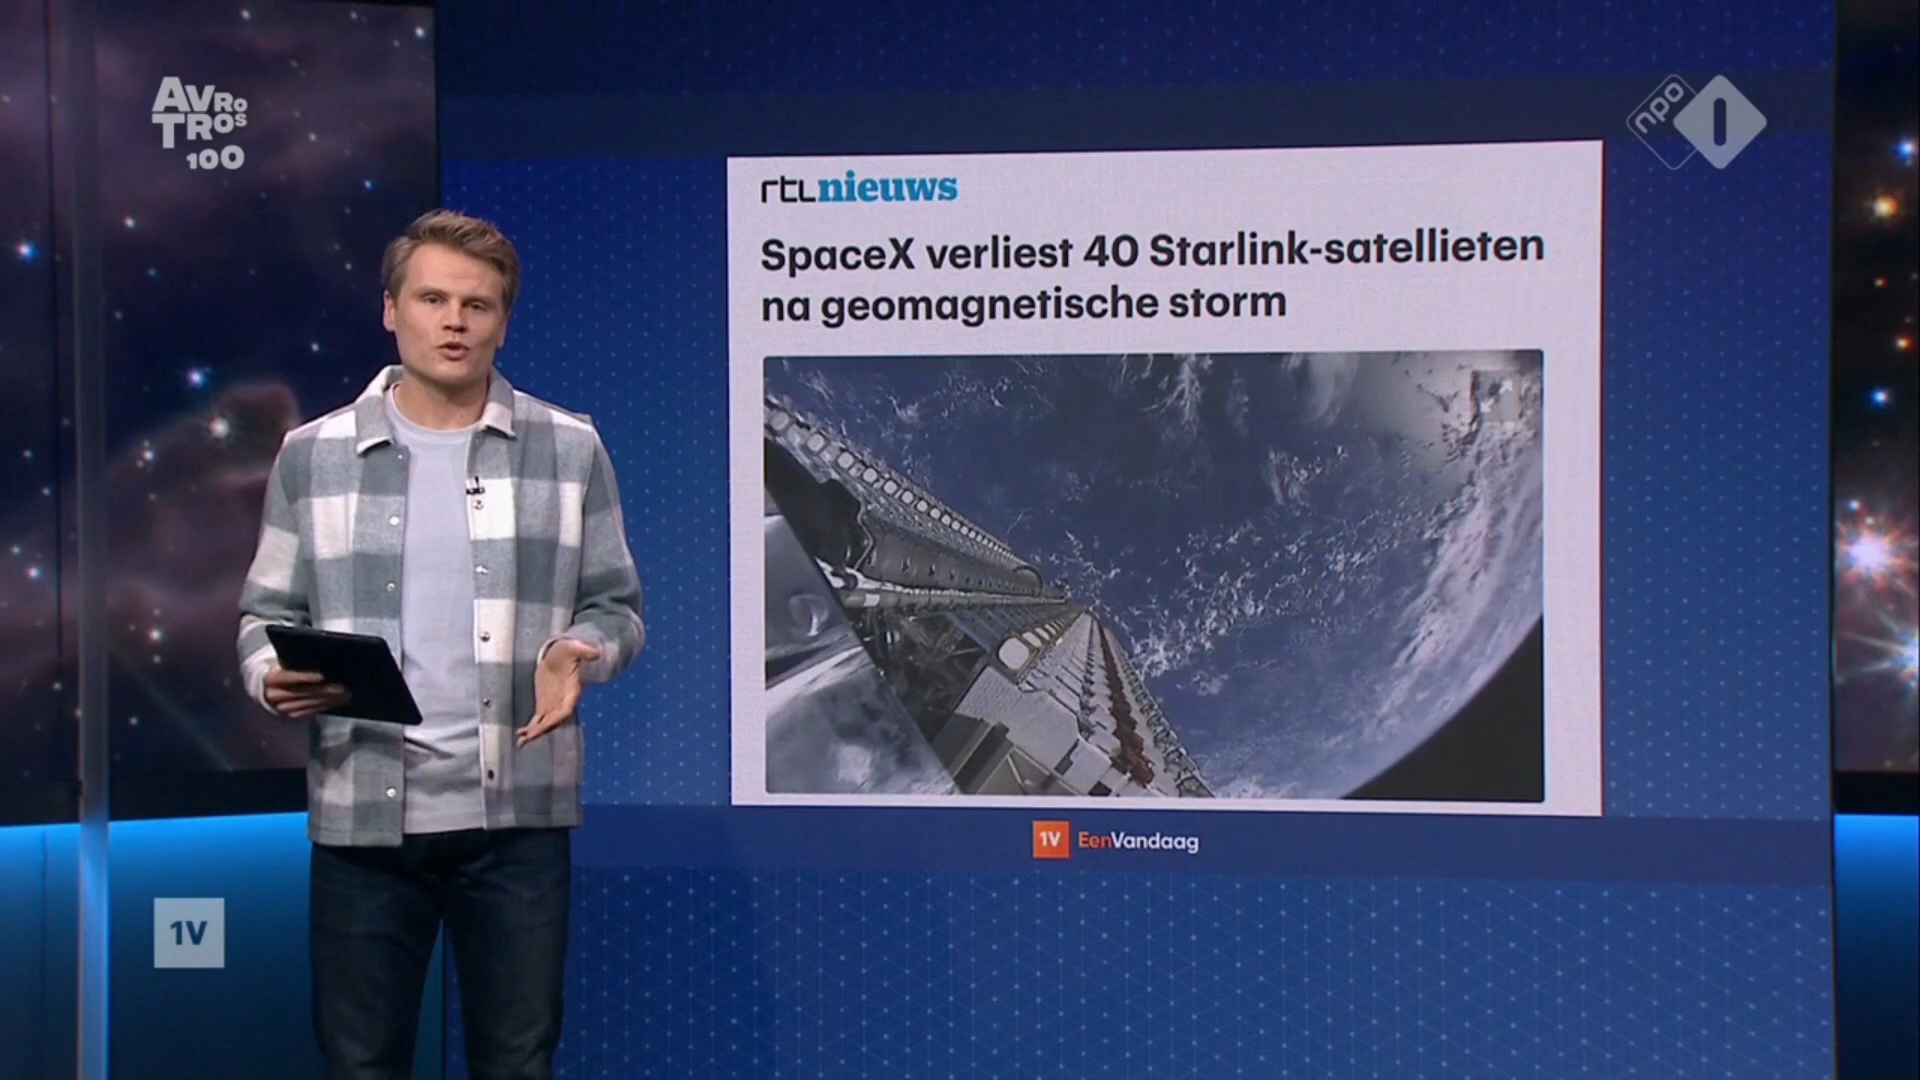 AVRO
TROS
100
npo
1
rtlnieuws
SpaceX verliest 40 Starlink-satellieten
na geomagnetische storm
1V EenVandaag
1V